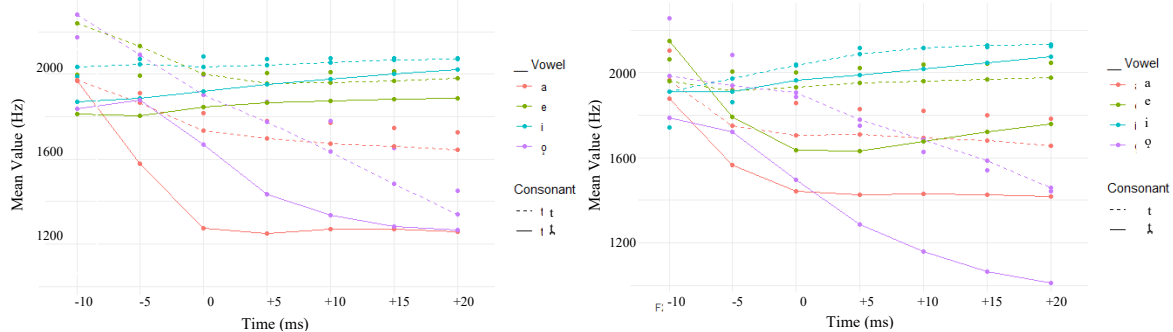 Mean Value (Hz)
2000
1600
1200
-10 -5 0 +5 +10 +15 +20
Time (ms)
Vowel
a
e
i
o̞
Consonant
t
Mean Value (Hz)
2000
1600
1200
-10 -5 0 +5 +10 +15 +20
Time (ms)
Vowel
a
e
i
o̞
Consonant
t